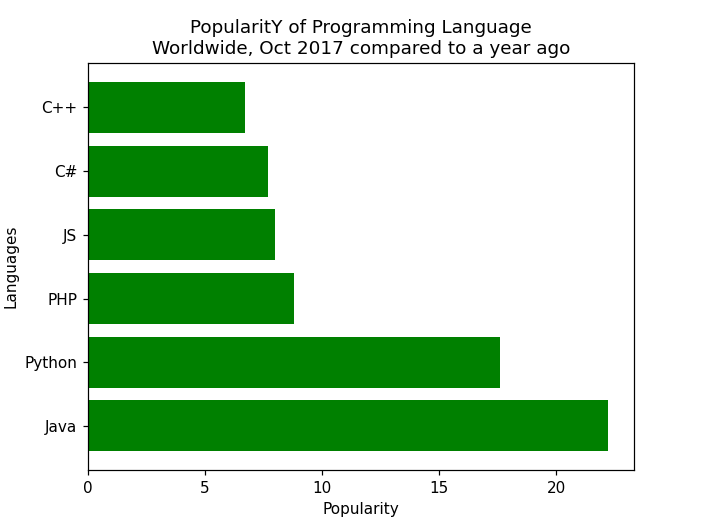 PopularitY of Programming Language
Worldwide, Oct 2017 compared to a year ago
C++
C#
JS
PHP
Python
Java
Languages
0 5 10 15 20
Popularity